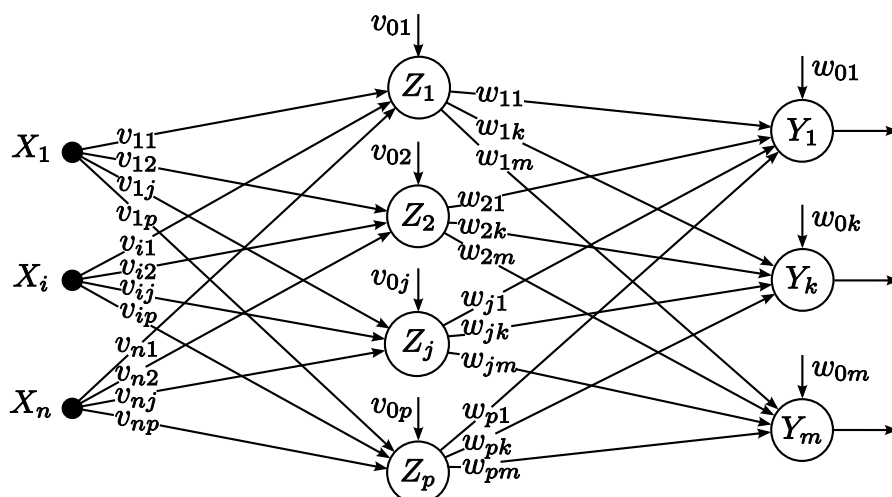 v₀₁
Z₁
w₁₁
w₁ₖ
w₁ₘ
w₀₁
Y₁
X₁
v₁₁
v₁₂
v₁ⱼ
v₁ₚ
v₀₂
Z₂
w₂₁
w₂ₖ
w₂ₘ
w₀ₖ
Yₖ
Xᵢ
vᵢ₁
vᵢ₂
vᵢⱼ
vᵢₚ
v₀ⱼ
Zⱼ
wⱼ₁
wⱼₖ
wⱼₘ
w₀ₘ
Yₘ
Xₙ
vₙ₁
vₙ₂
vₙⱼ
vₙₚ
v₀ₚ
Zₚ
wₚ₁
wₚₖ
wₚₘ